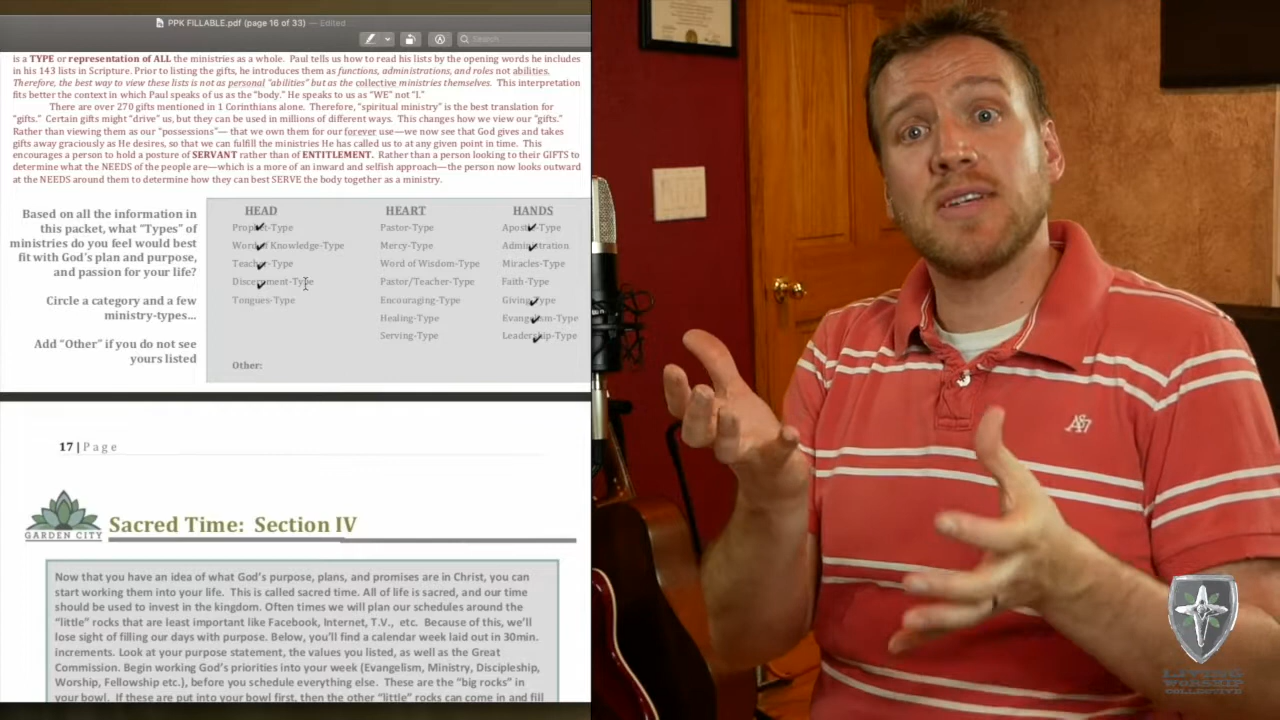 PPK FILLABLE.pdf (page 16 of 33) — Edited
Search
is a TYPE or representation of ALL the ministries as a whole. Paul tells us how to read his lists by the opening words he includes
in his 143 lists in Scripture. Prior to listing the gifts, he introduces them as functions, administrations, and roles not abilities.
Therefore, the best way to view these lists is not as personal "abilities" but as the collective ministries themselves. This interpretation
fits better the context in which Paul speaks of us as the "body." He speaks to us as "WE" not "I."
There are over 270 gifts mentioned in 1 Corinthians alone. Therefore, "spiritual ministry" is the best translation for
"gifts." Certain gifts might "drive" us, but they can be used in millions of different ways. This changes how we view our "gifts."
Rather than viewing them as our "possessions"— that we own them for our forever use—we now see that God gives and takes
gifts away graciously as He desires, so that we can fulfill the ministries He has called us to at any given point in time. This
encourages a person to hold a posture of SERVANT rather than of ENTITLEMENT. Rather than a person looking to their GIFTS to
determine what the NEEDS of the people are—which is a more of an inward and selfish approach—the person now looks outward
at the NEEDS around them to determine how they can best SERVE the body together as a ministry.
Based on all the information in
this packet, what "Types" of
ministries do you feel would best
fit with God's plan and purpose,
and passion for your life?
Circle a category and a few
ministry-types...
Add "Other" if you do not see
yours listed
HEAD HEART HANDS
Prophet-Type Pastor-Type Apostle-Type
Word of Knowledge-Type Mercy-Type Administration
Teacher-Type Word of Wisdom-Type Miracles-Type
Discernment-Type Pastor/Teacher-Type Faith-Type
Tongues-Type Encouraging-Type Giving-Type
Healing-Type Evangelism-Type
Serving-Type Leadership-Type
Other:
17 | Page
GARDEN CITY
Sacred Time: Section IV
Now that you have an idea of what God's purpose, plans, and promises are in Christ, you can
start working them into your life. This is called sacred time. All of life is sacred, and our time
should be used to invest in the kingdom. Often times we will plan our schedules around the
"little" rocks that are least important like Facebook, Internet, T.V., etc. Because of this, we'll
lose sight of filling our days with purpose. Below, you'll find a calendar week laid out in 30min.
increments. Look at your purpose statement, the values you listed, as well as the Great
Commission. Begin working God's priorities into your week (Evangelism, Ministry, Discipleship,
Worship, Fellowship etc.), before you schedule everything else. These are the "big rocks" in
your bowl. If these are put into your bowl first, then the other "little" rocks can come in and fill
LIVING
WORSHIP
COLLECTIVE